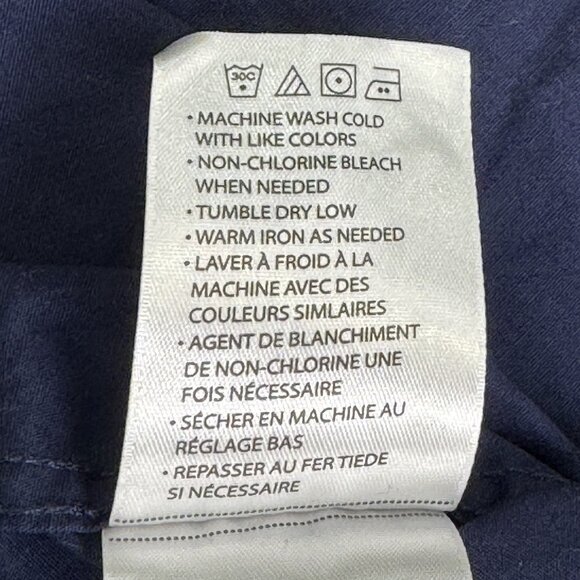 30C
• MACHINE WASH COLD
WITH LIKE COLORS
• NON-CHLORINE BLEACH
WHEN NEEDED
• TUMBLE DRY LOW
• WARM IRON AS NEEDED
• LAVER À FROID À LA
MACHINE AVEC DES
COULEURS SIMLAIRES
• AGENT DE BLANCHIMENT
DE NON-CHLORINE UNE
FOIS NÉCESSAIRE
• SÉCHER EN MACHINE AU
RÉGLAGE BAS
• REPASSER AU FER TIEDE
SI NÉCESSAIRE